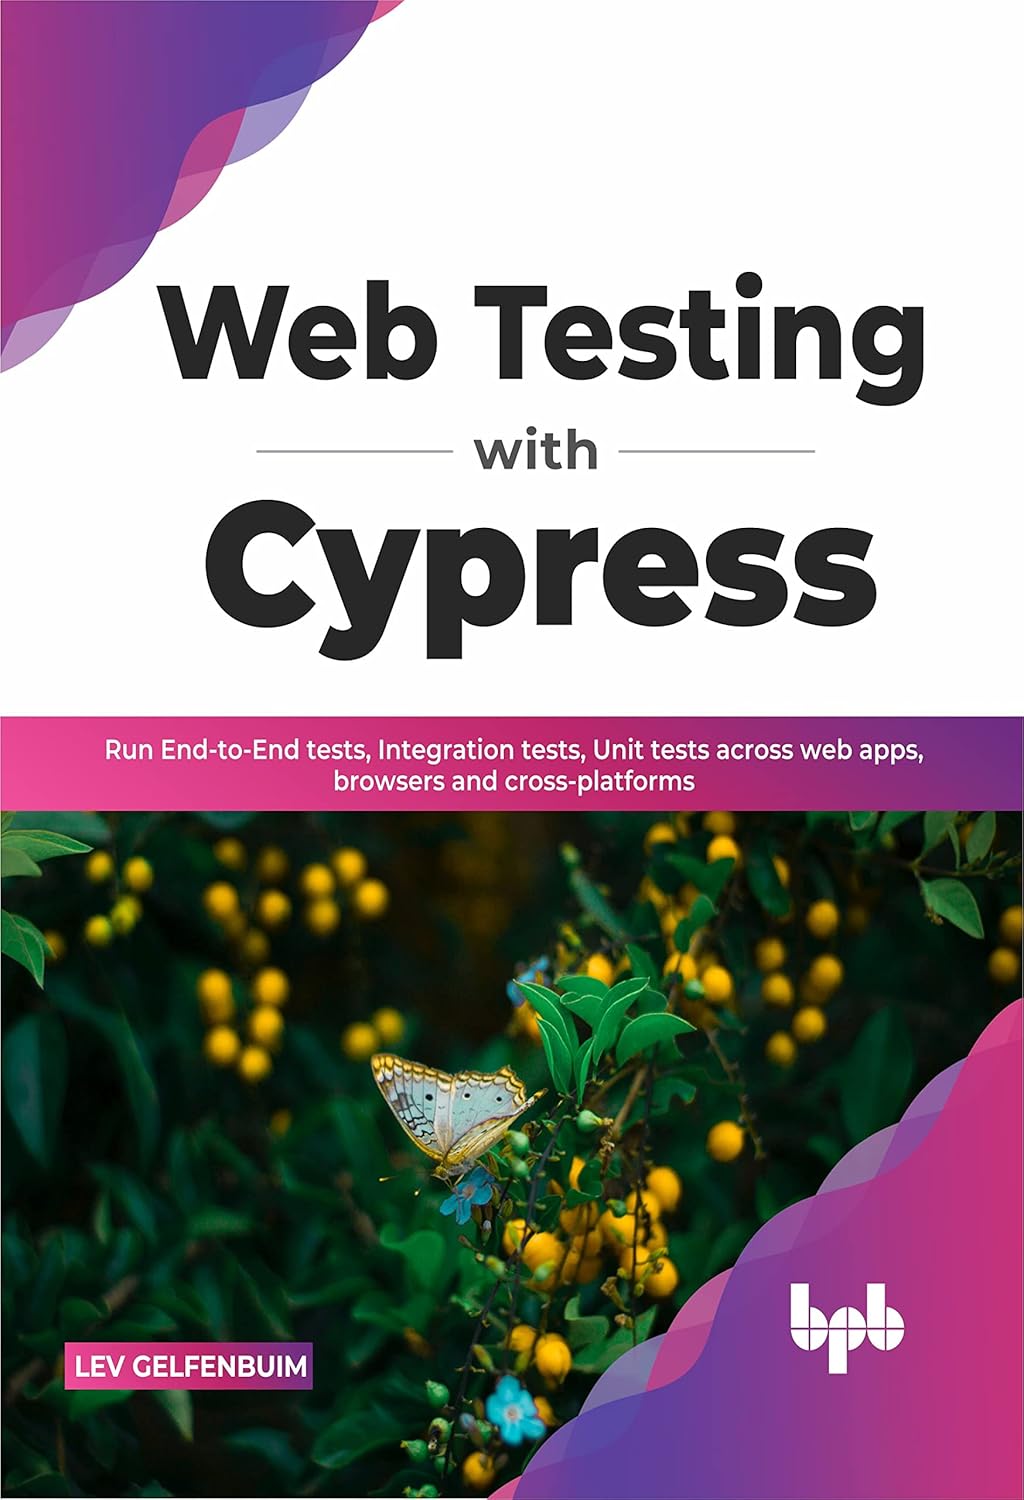 Web Testing
with
Cypress
Run End-to-End tests, Integration tests, Unit tests across web apps,
browsers and cross-platforms
LEV GELFENBUIM
bpb